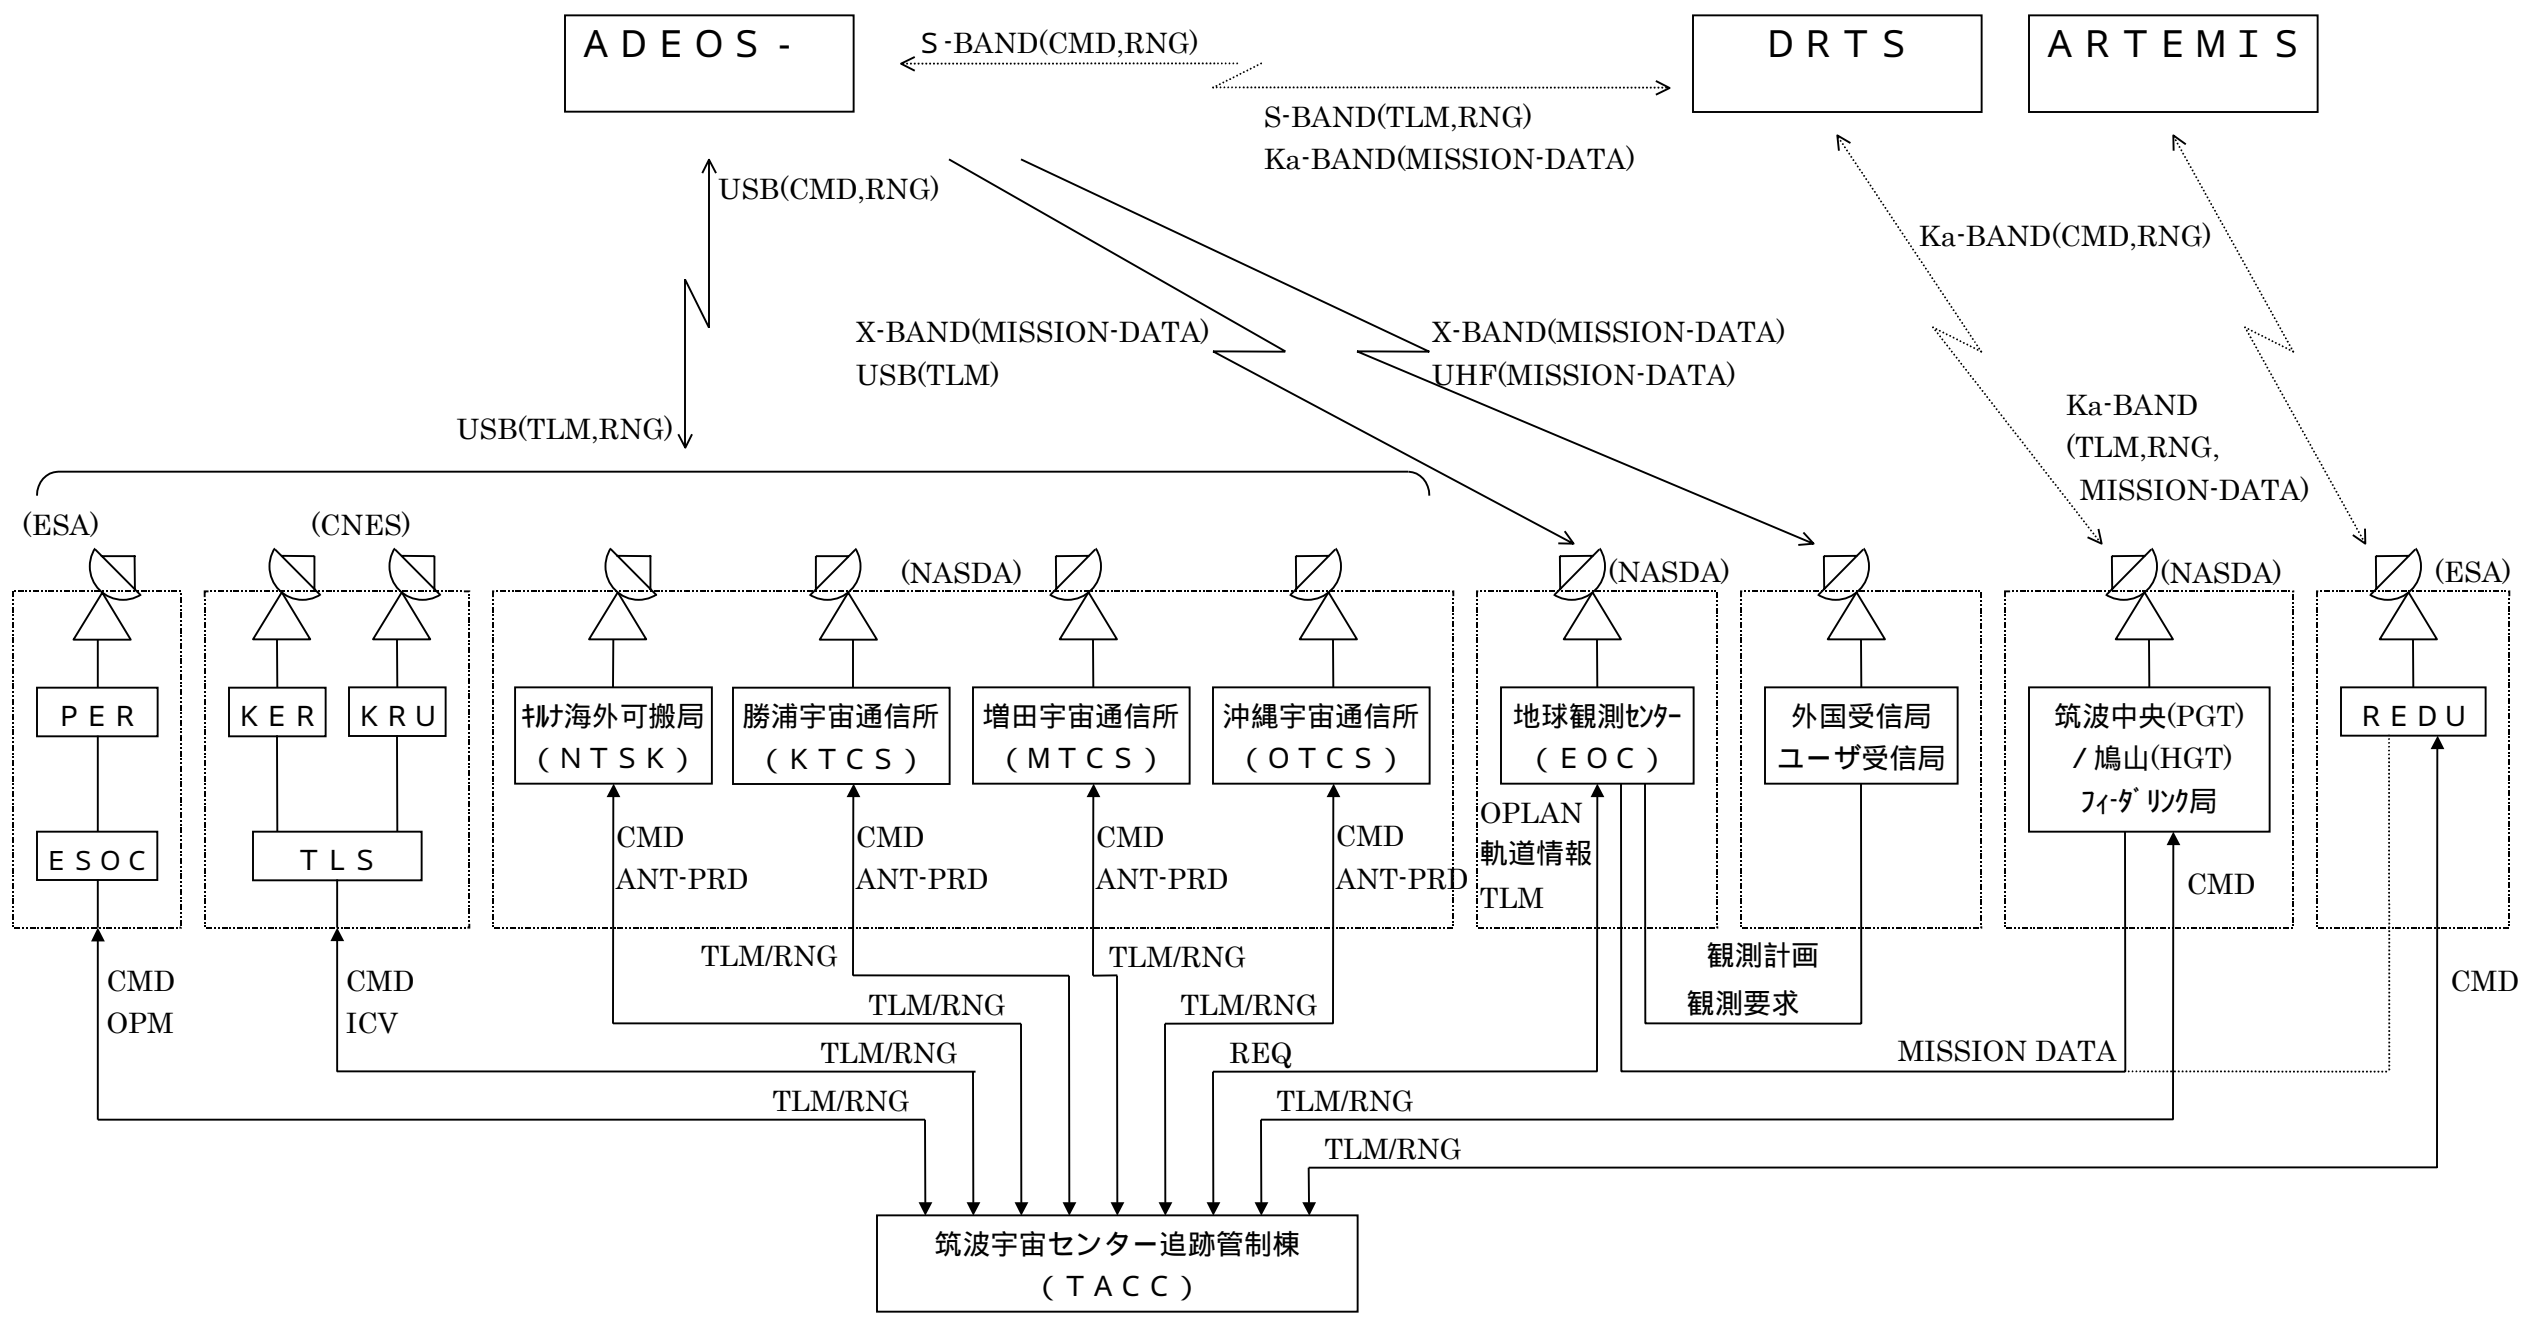 ＡＤＥＯＳ-
S-BAND(CMD,RNG)
ＤＲＴＳ
ＡＲＴＥＭＩＳ
S-BAND(TLM,RNG)
Ka-BAND(MISSION-DATA)
USB(CMD,RNG)
Ka-BAND(CMD,RNG)
X-BAND(MISSION-DATA)
USB(TLM)
X-BAND(MISSION-DATA)
UHF(MISSION-DATA)
USB(TLM,RNG)
Ka-BAND
(TLM,RNG,
MISSION-DATA)
(ESA)
(CNES)
(NASDA)
(NASDA)
(NASDA)
(ESA)
ＰＥＲ
ＫＥＲ
ＫＲＵ
ｷﾙﾅ海外可搬局
（ＮＴＳＫ）
勝浦宇宙通信所
（ＫＴＣＳ）
増田宇宙通信所
（ＭＴＣＳ）
沖縄宇宙通信所
（ＯＴＣＳ）
地球観測ｾﾝﾀｰ
（ＥＯＣ）
外国受信局
ユーザ受信局
筑波中央(PGT)
／鳩山(HGT)
ﾌｨｰﾀﾞﾘﾝｸ局
ＲＥＤＵ
ＥＳＯＣ
ＴＬＳ
CMD
ANT-PRD
CMD
ANT-PRD
CMD
ANT-PRD
CMD
ANT-PRD
OPLAN
軌道情報
TLM
CMD
CMD
OPM
CMD
ICV
TLM/RNG
TLM/RNG
観測計画
観測要求
CMD
TLM/RNG
TLM/RNG
TLM/RNG
REQ
MISSION DATA
TLM/RNG
TLM/RNG
TLM/RNG
筑波宇宙センター追跡管制棟
（ＴＡＣＣ）